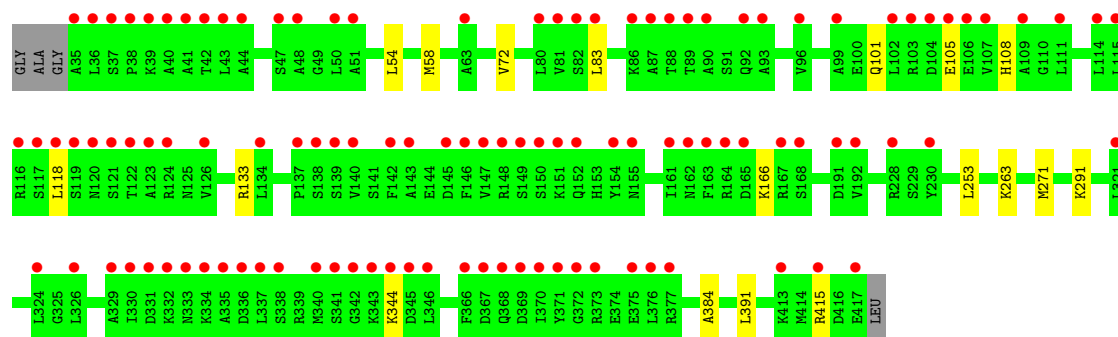 GLY ALA GLY A35 L36 S37 P38 K39 A40 A41 T42 L43 A44 S47 A48 G49 L50 A51 L54 M58 A63 V72 L80 V81 S82 L83 K86 A87 T88 T89 A90 S91 Q92 A93 V96 A99 E100 Q101 L102 R103 D104 E105 E106 V107 H108 A109 G110 L111 L114 L115
R116 S117 L118 S119 N120 S121 T122 A123 R124 N125 V126 R133 L134 P137 S138 S139 V140 S141 F142 A143 E144 D145 F146 V147 R148 S149 S150 K151 Q152 H153 Y154 N155 I161 N162 F163 R164 D165 K166 R167 S168 D191 V192 R228 S229 Y230 L253 K263 M271 K291 L321
L324 G325 L326 A329 I330 D331 K332 N333 K334 A335 D336 L337 S338 R339 M340 S341 G342 K343 K344 D345 L346 F366 D367 Q368 D369 I370 Y371 G372 R373 E374 E375 L376 R377 A384 L391 K413 M414 R415 D416 E417 LEU